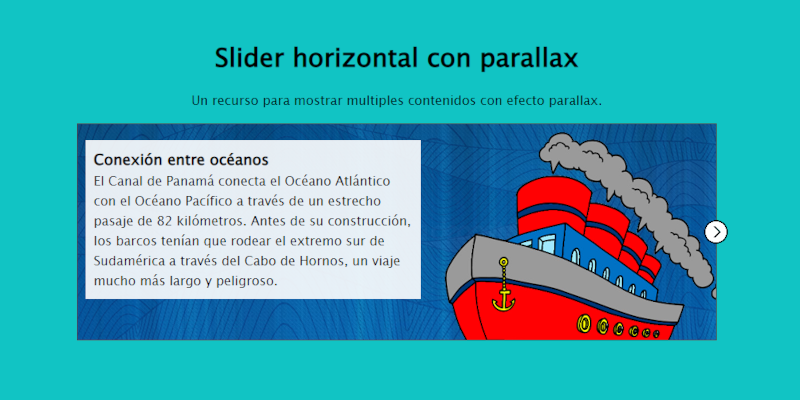 Slider horizontal con parallax
Un recurso para mostrar multiples contenidos con efecto parallax.
Conexión entre océanos
El Canal de Panamá conecta el Océano Atlántico
con el Océano Pacífico a través de un estrecho
pasaje de 82 kilómetros. Antes de su construcción,
los barcos tenían que rodear el extremo sur de
Sudamérica a través del Cabo de Hornos, un viaje
mucho más largo y peligroso.